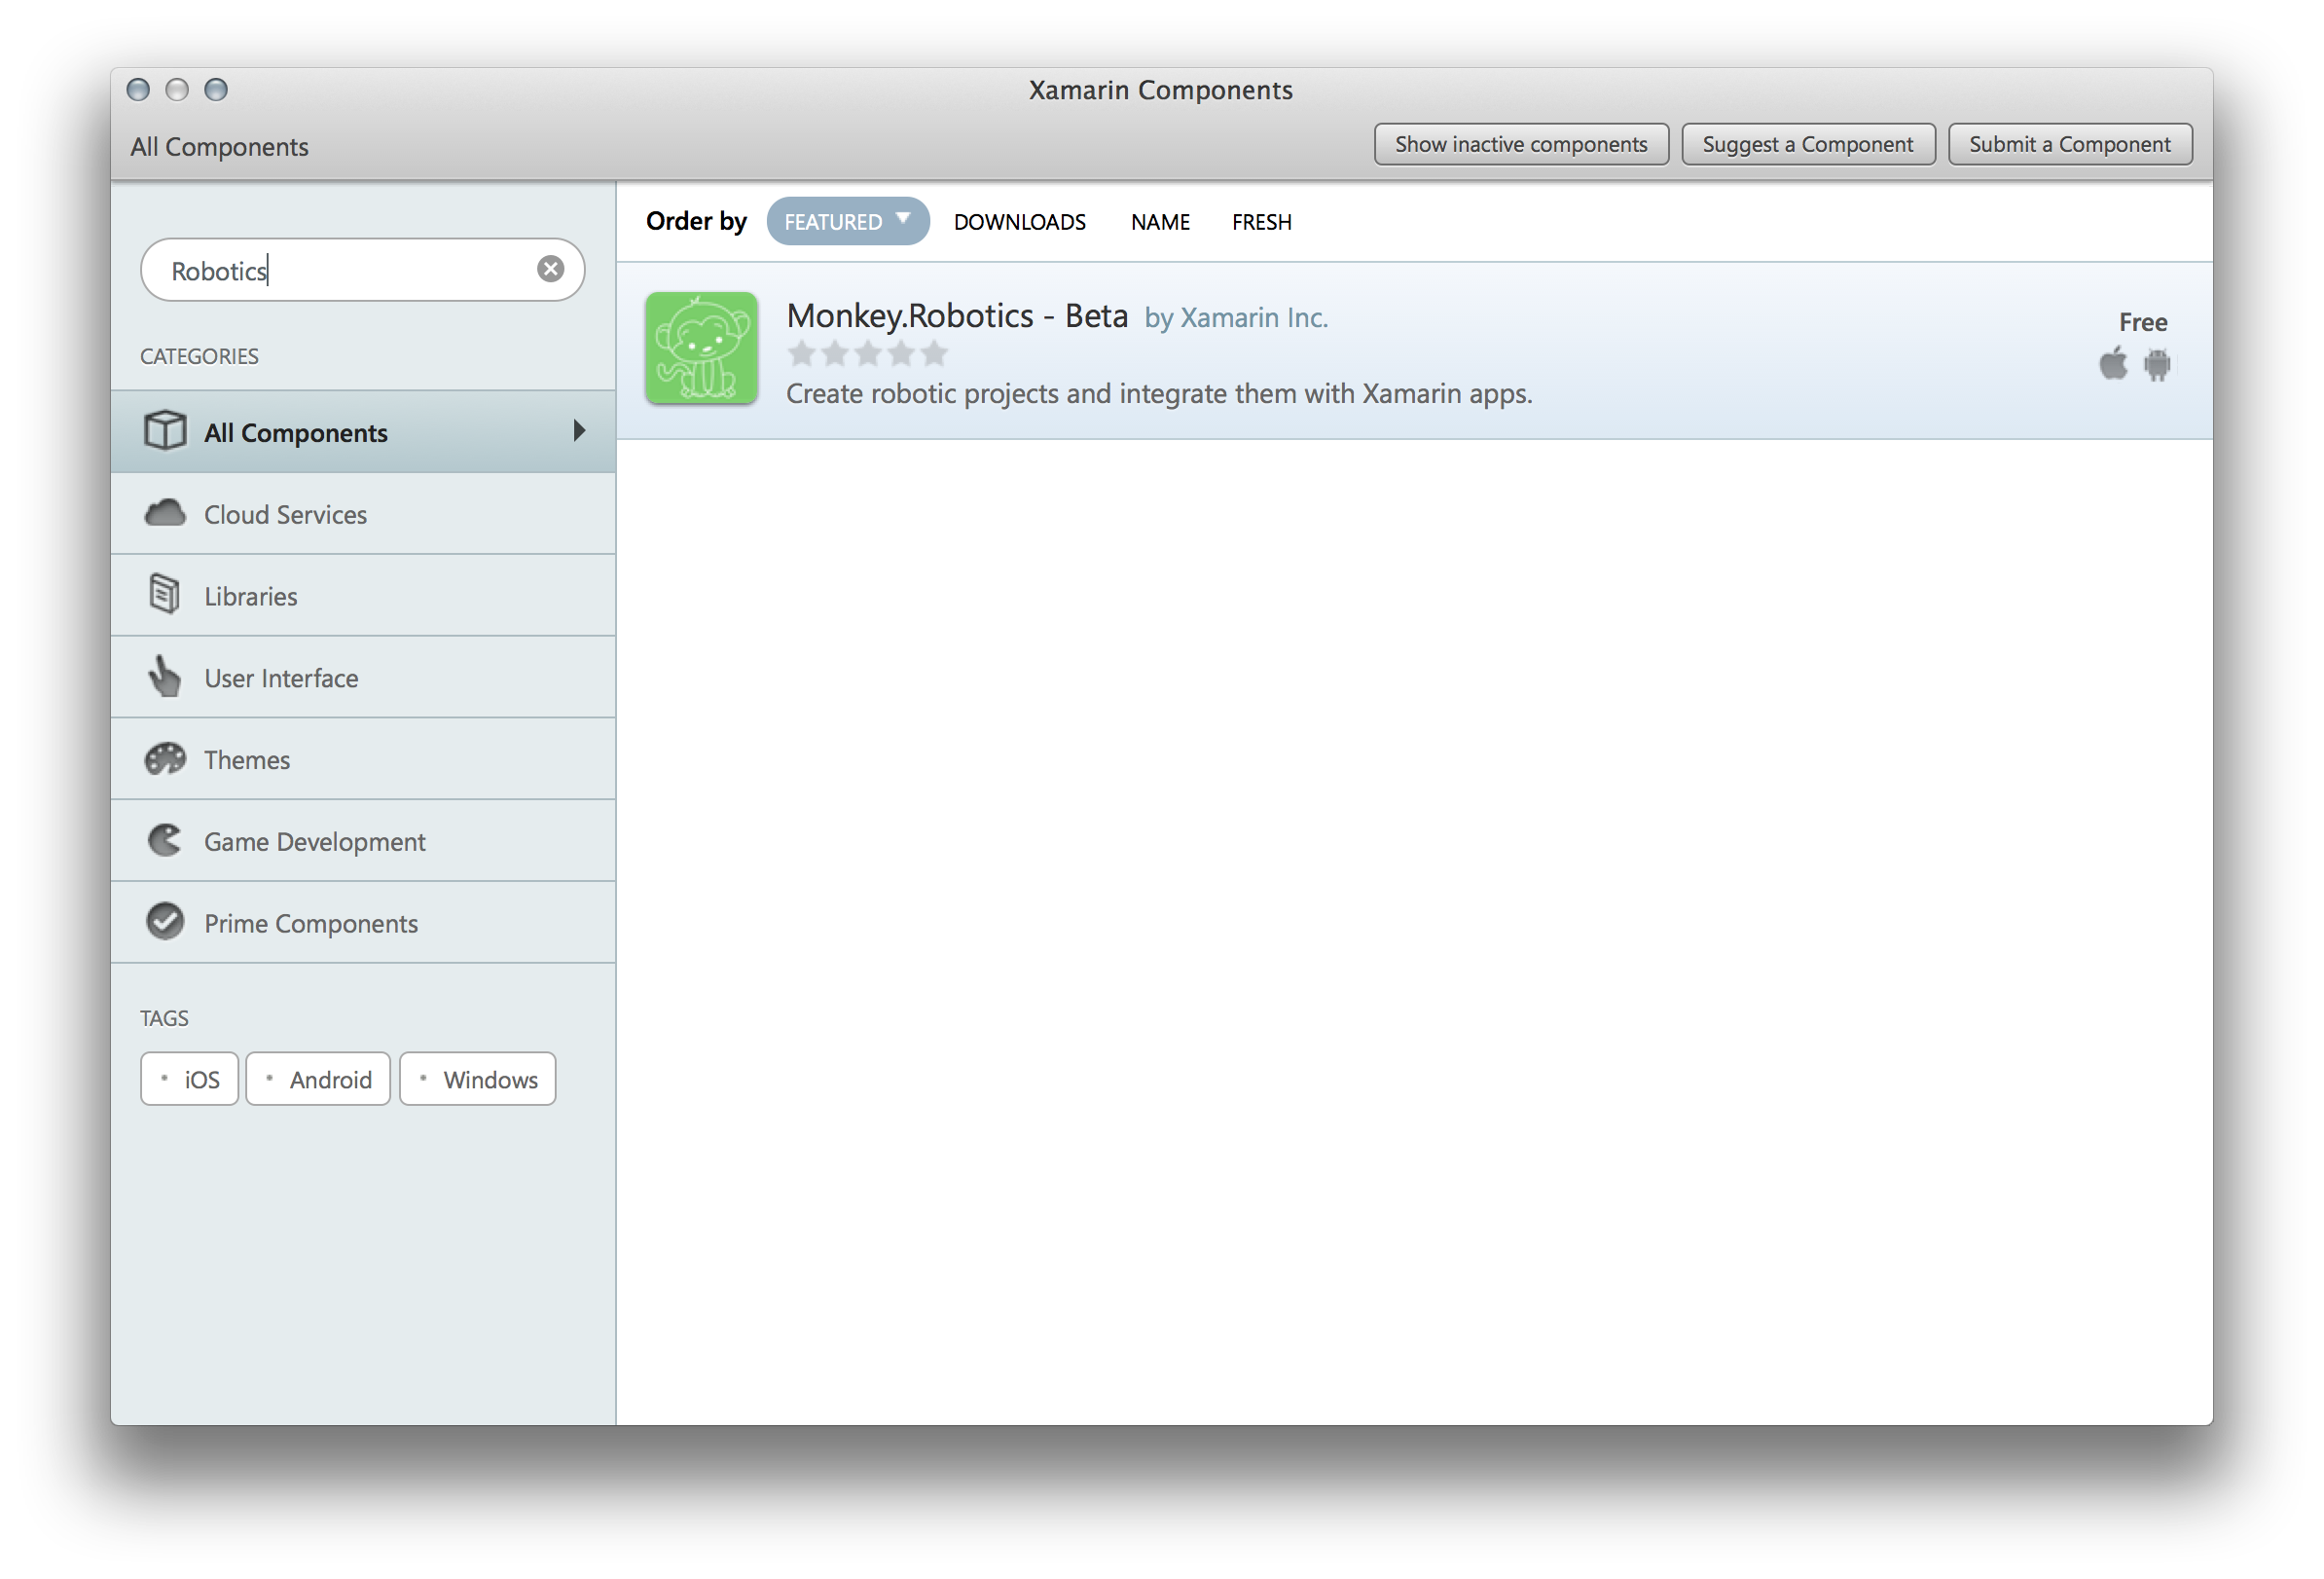 Xamarin Components
All Components
Show inactive components
Suggest a Component
Submit a Component
Robotics
CATEGORIES
All Components
Cloud Services
Libraries
User Interface
Themes
Game Development
Prime Components
TAGS
iOS
Android
Windows
Order by FEATURED DOWNLOADS NAME FRESH
Monkey.Robotics - Beta by Xamarin Inc.
Create robotic projects and integrate them with Xamarin apps.
Free